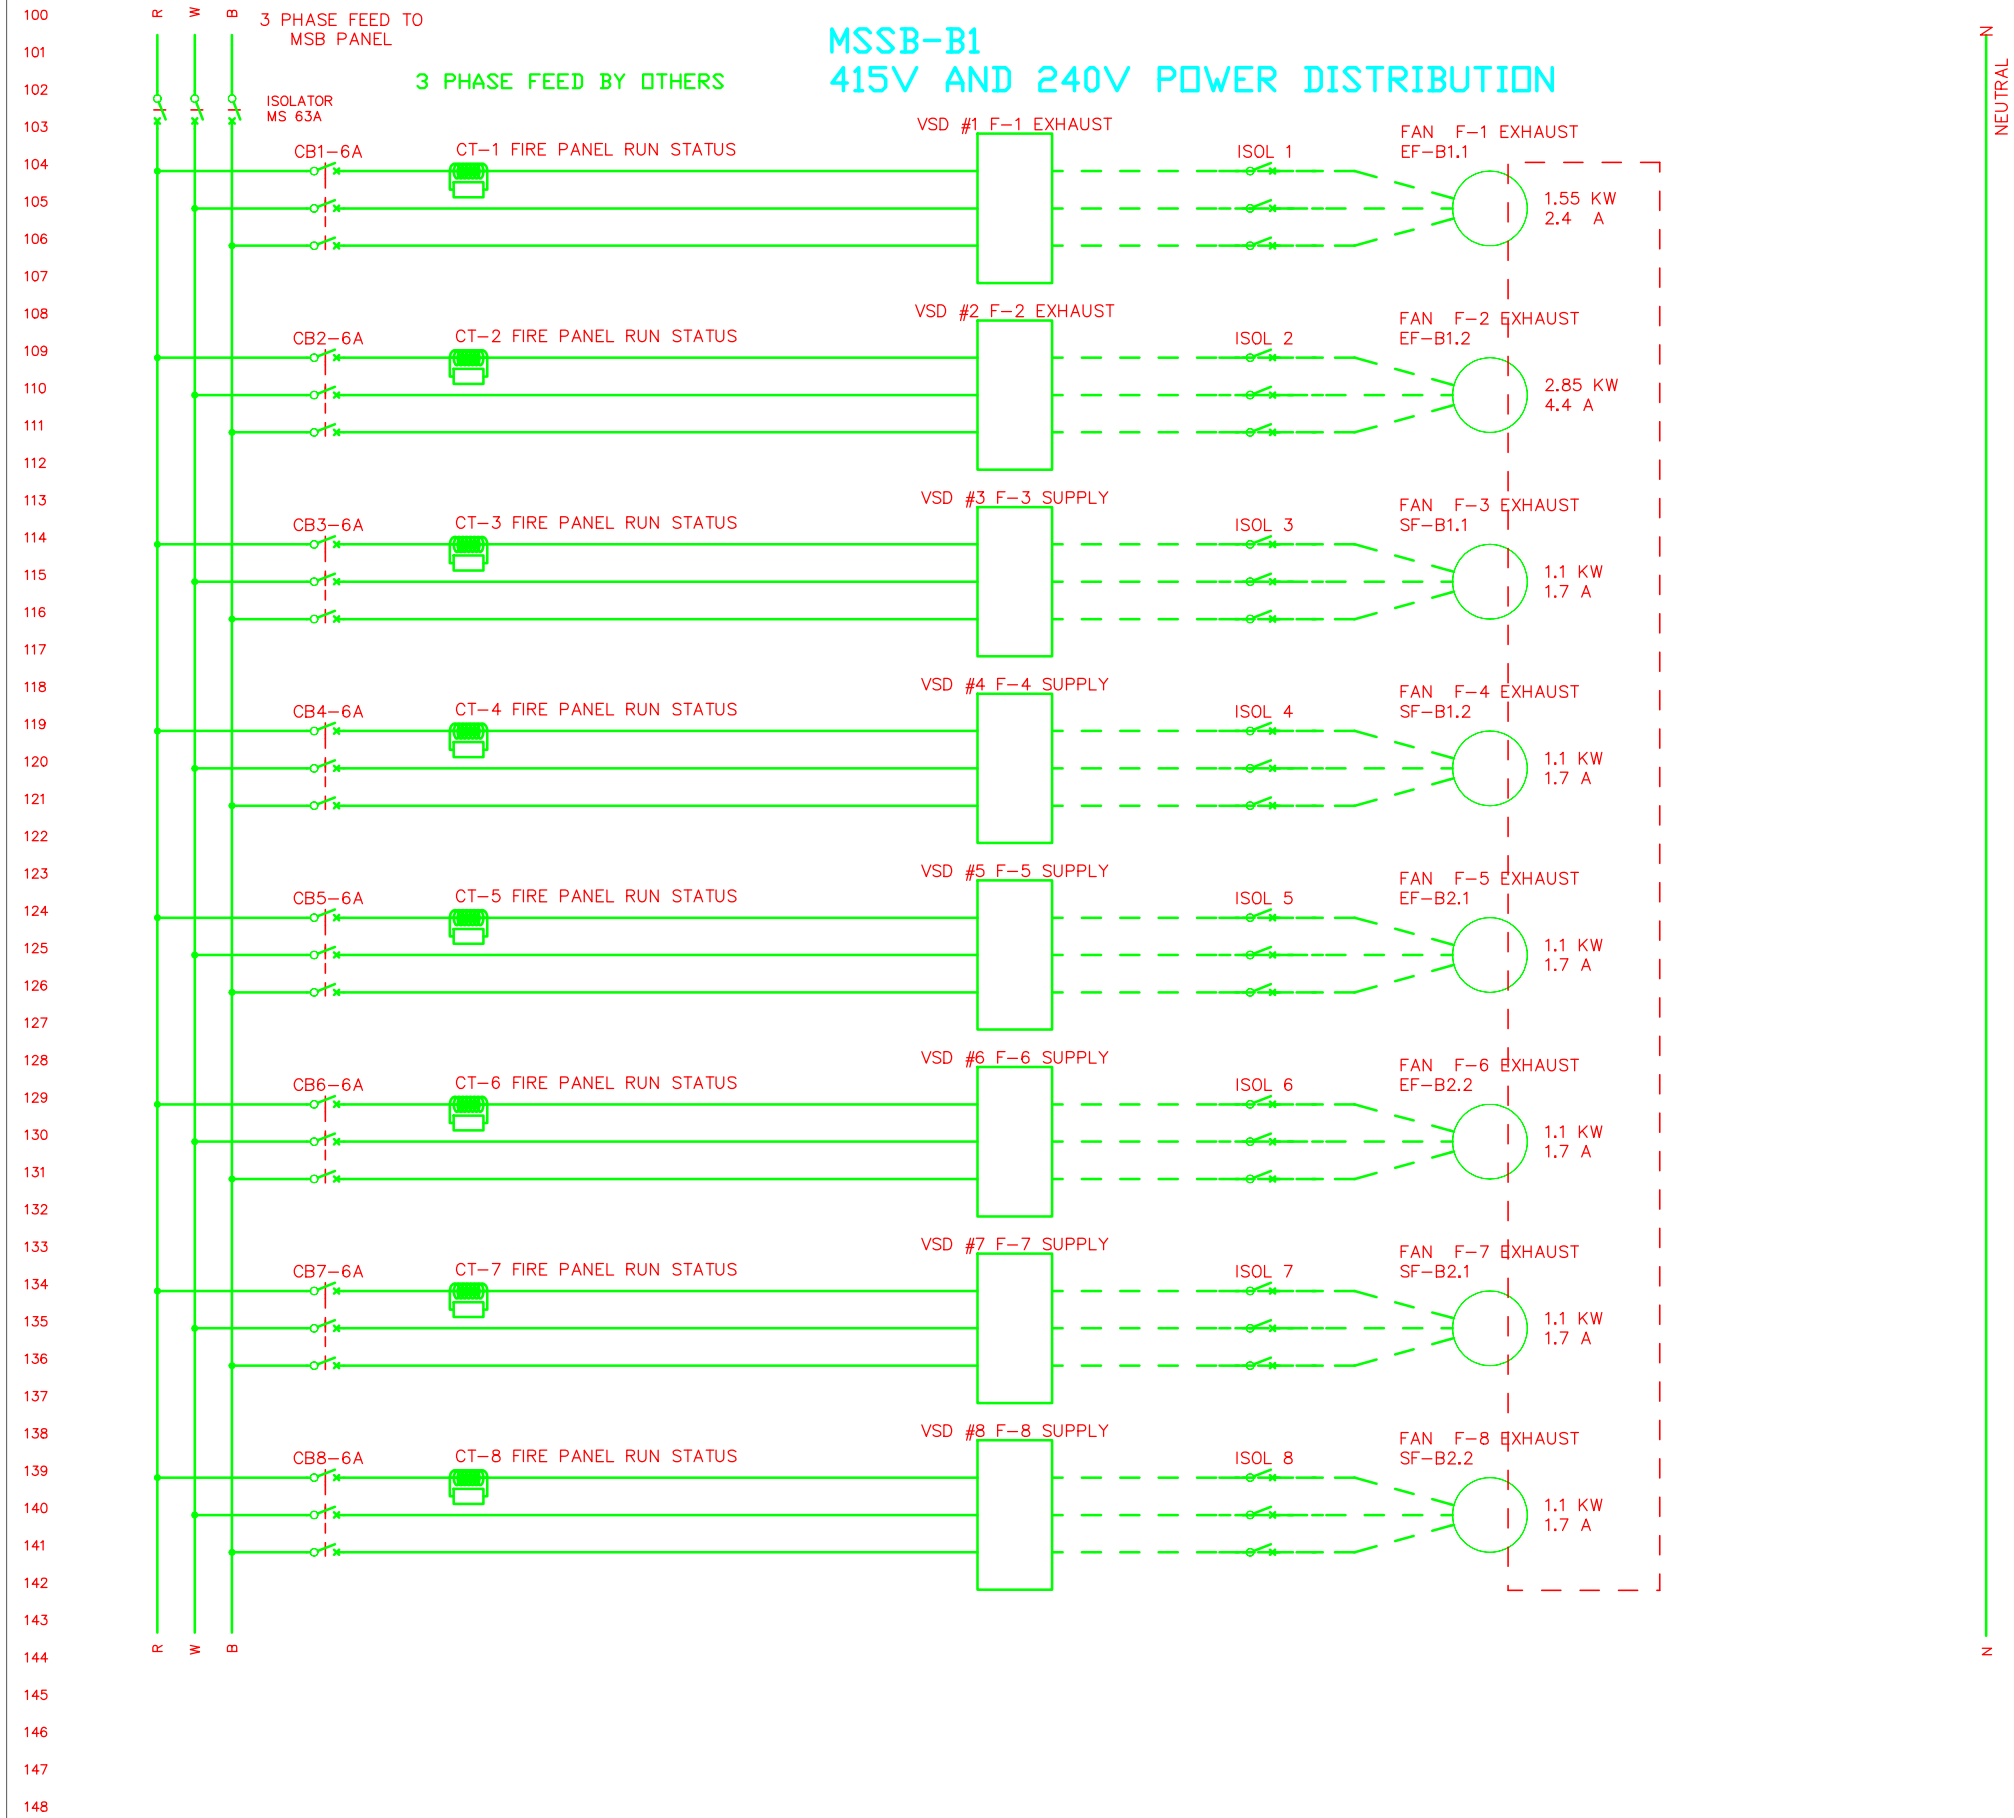 R W B
3 PHASE FEED TO
MSB PANEL
MSSB-B1
415V AND 240V POWER DISTRIBUTION
3 PHASE FEED BY OTHERS
ISOLATOR
MS 63A
N
NEUTRAL
100
101
102
103
104
105
106
107
108
109
110
111
112
113
114
115
116
117
118
119
120
121
122
123
124
125
126
127
128
129
130
131
132
133
134
135
136
137
138
139
140
141
142
143
144
145
146
147
148
CB1-6A
CT-1 FIRE PANEL RUN STATUS
VSD #1 F-1 EXHAUST
ISOL 1
FAN F-1 EXHAUST
EF-B1.1
1.55 KW
2.4 A
CB2-6A
CT-2 FIRE PANEL RUN STATUS
VSD #2 F-2 EXHAUST
ISOL 2
FAN F-2 EXHAUST
EF-B1.2
2.85 KW
4.4 A
CB3-6A
CT-3 FIRE PANEL RUN STATUS
VSD #3 F-3 SUPPLY
ISOL 3
FAN F-3 EXHAUST
SF-B1.1
1.1 KW
1.7 A
CB4-6A
CT-4 FIRE PANEL RUN STATUS
VSD #4 F-4 SUPPLY
ISOL 4
FAN F-4 EXHAUST
SF-B1.2
1.1 KW
1.7 A
CB5-6A
CT-5 FIRE PANEL RUN STATUS
VSD #5 F-5 SUPPLY
ISOL 5
FAN F-5 EXHAUST
EF-B2.1
1.1 KW
1.7 A
CB6-6A
CT-6 FIRE PANEL RUN STATUS
VSD #6 F-6 SUPPLY
ISOL 6
FAN F-6 EXHAUST
EF-B2.2
1.1 KW
1.7 A
CB7-6A
CT-7 FIRE PANEL RUN STATUS
VSD #7 F-7 SUPPLY
ISOL 7
FAN F-7 EXHAUST
SF-B2.1
1.1 KW
1.7 A
CB8-6A
CT-8 FIRE PANEL RUN STATUS
VSD #8 F-8 SUPPLY
ISOL 8
FAN F-8 EXHAUST
SF-B2.2
1.1 KW
1.7 A
R W B
N